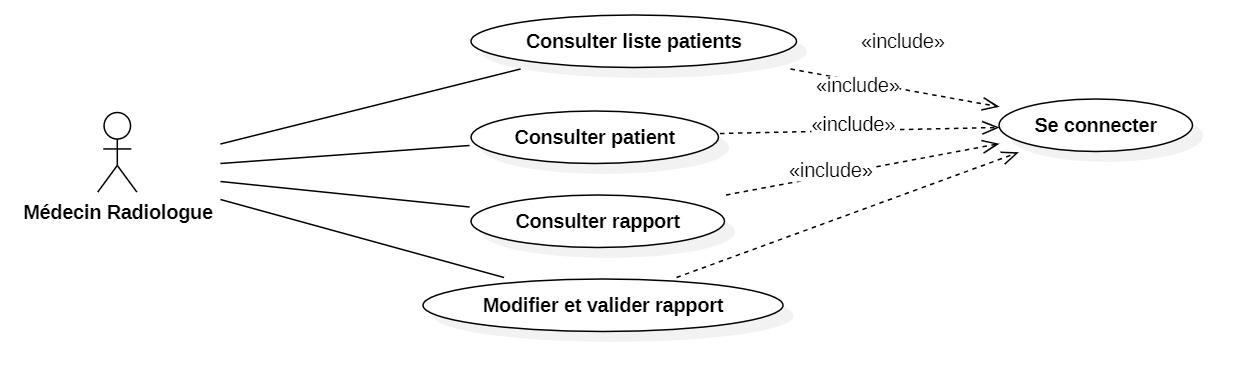 Consulter liste patients
«include»
«include»
«include»
Se connecter
Consulter patient
«include»
Médecin Radiologue
Consulter rapport
Modifier et valider rapport